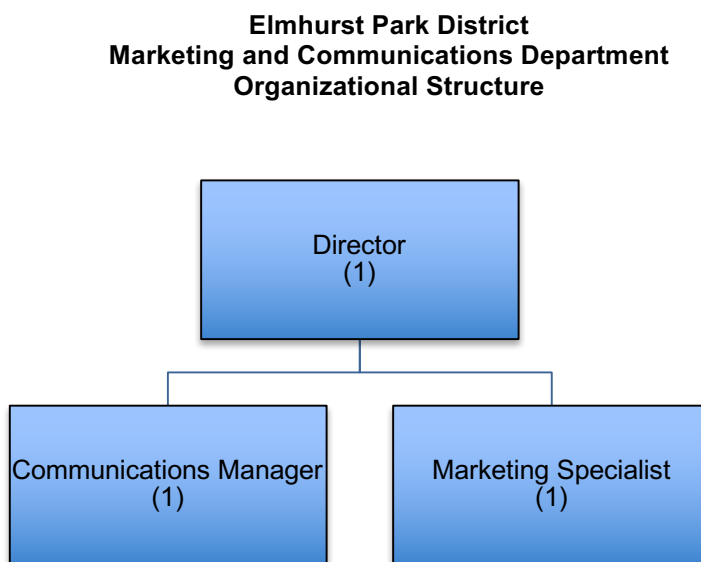 Elmhurst Park District
Marketing and Communications Department
Organizational Structure
Director
(1)
Communications Manager
(1)
Marketing Specialist
(1)